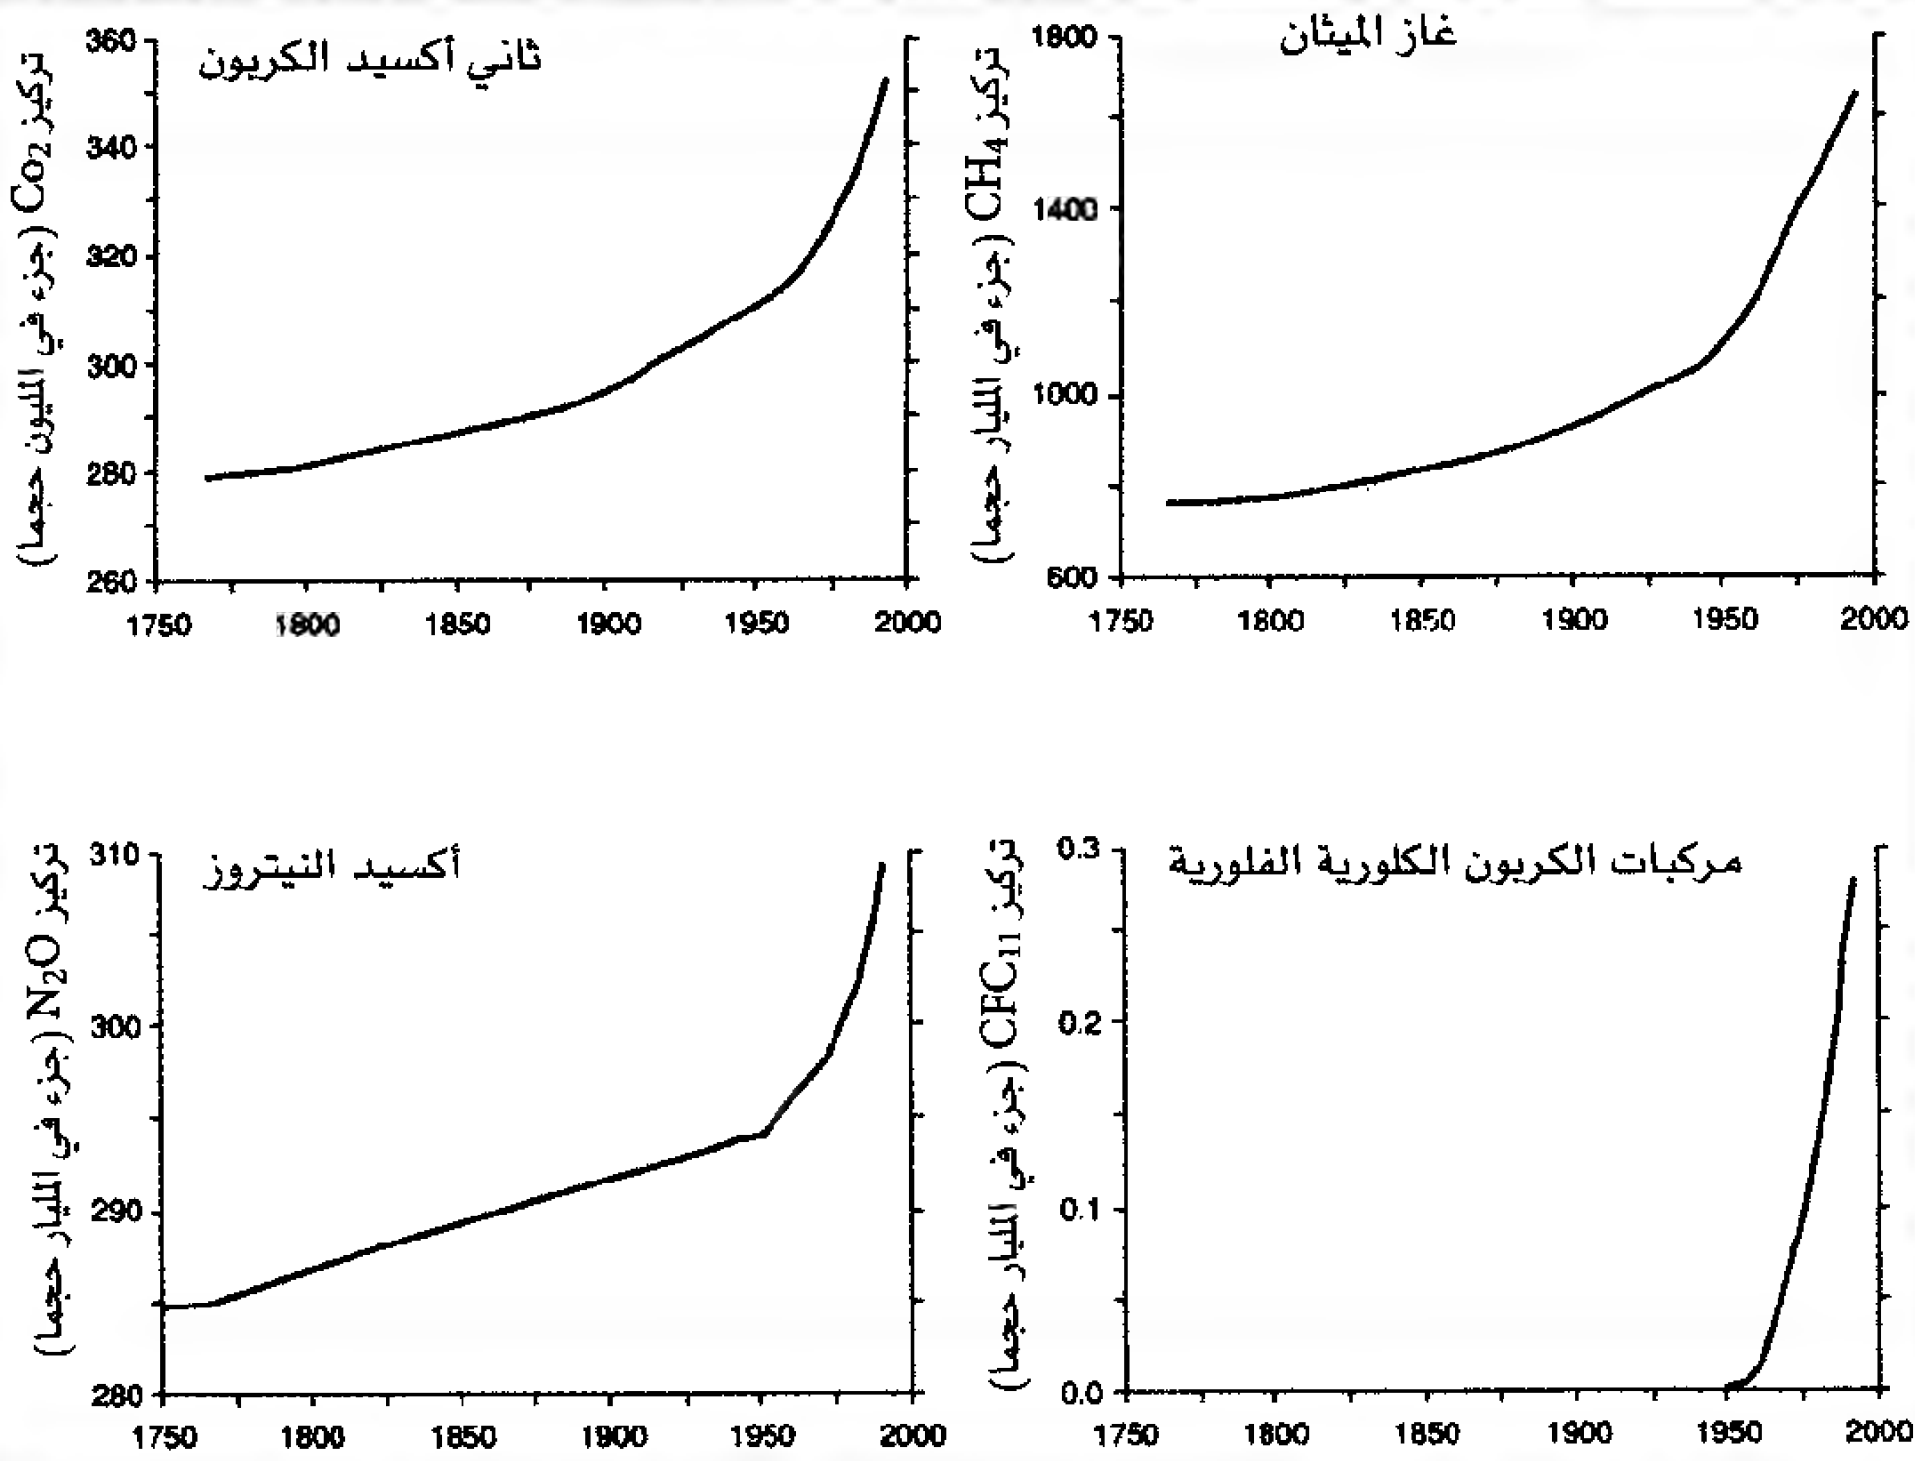 ثاني أكسيد الكربون
تركيز Co2 (جزء في المليون حجما)
360
340
320
300
280
260
1750 1800 1850 1900 1950 2000
غاز الميثان
تركيز CH4 (جزء في المليار حجما)
1800
1400
1000
600
1750 1800 1850 1900 1950 2000
أكسيد النيتروز
تركيز N2O (جزء في المليار حجما)
310
300
290
280
1750 1800 1850 1900 1950 2000
مركبات الكربون الكلورية الفلورية
تركيز CFC11 (جزء في المليار حجما)
0.3
0.2
0.1
0.0
1750 1800 1850 1900 1950 2000